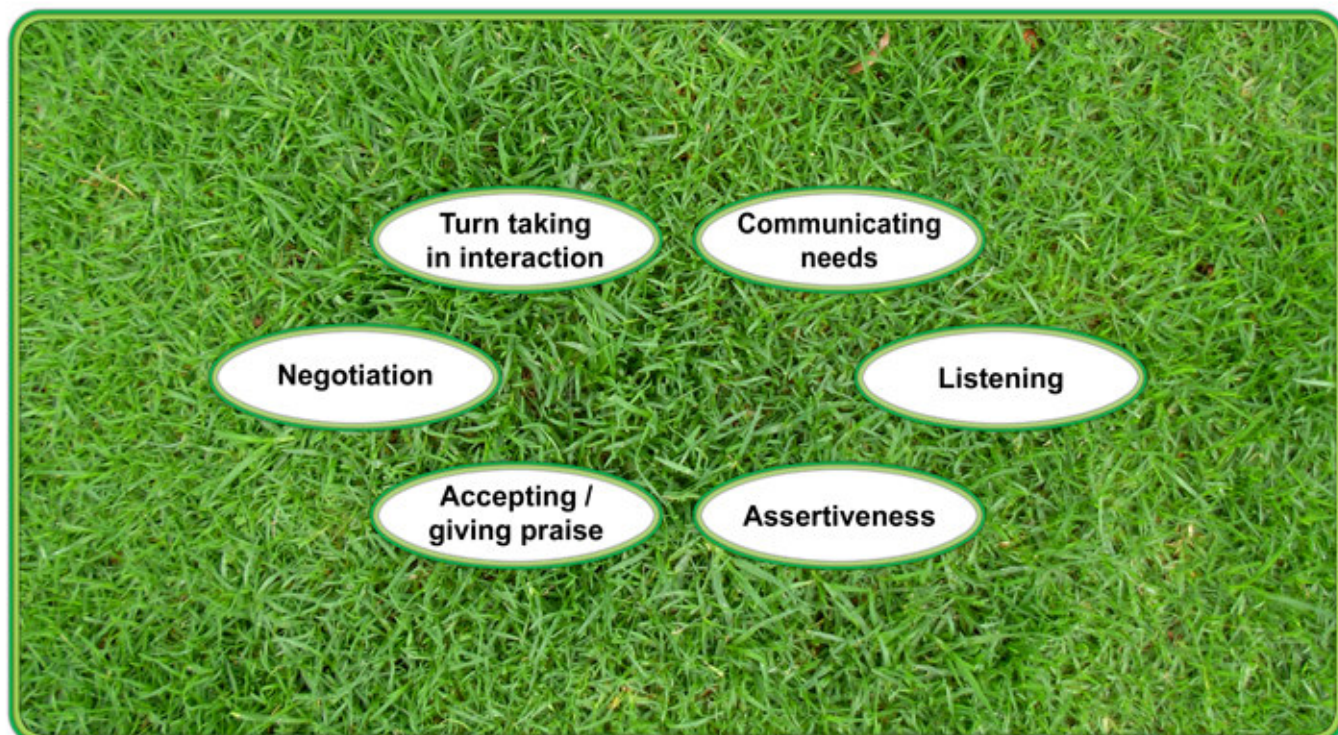 Turn taking
in interaction
Communicating
needs
Negotiation
Listening
Accepting /
giving praise
Assertiveness